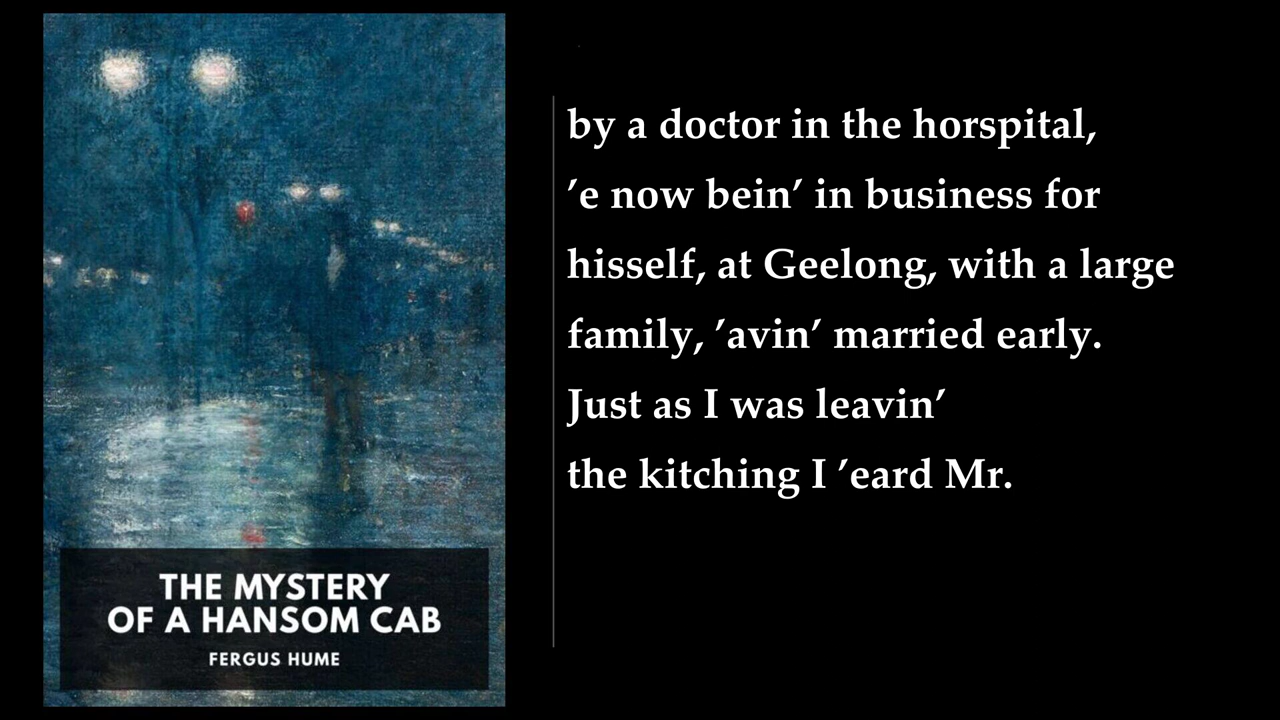 THE MYSTERY
OF A HANSOM CAB
FERGUS HUME
by a doctor in the horspital,
’e now bein’ in business for
hisself, at Geelong, with a large
family, ’avin’ married early.
Just as I was leavin’
the kitching I ’eard Mr.